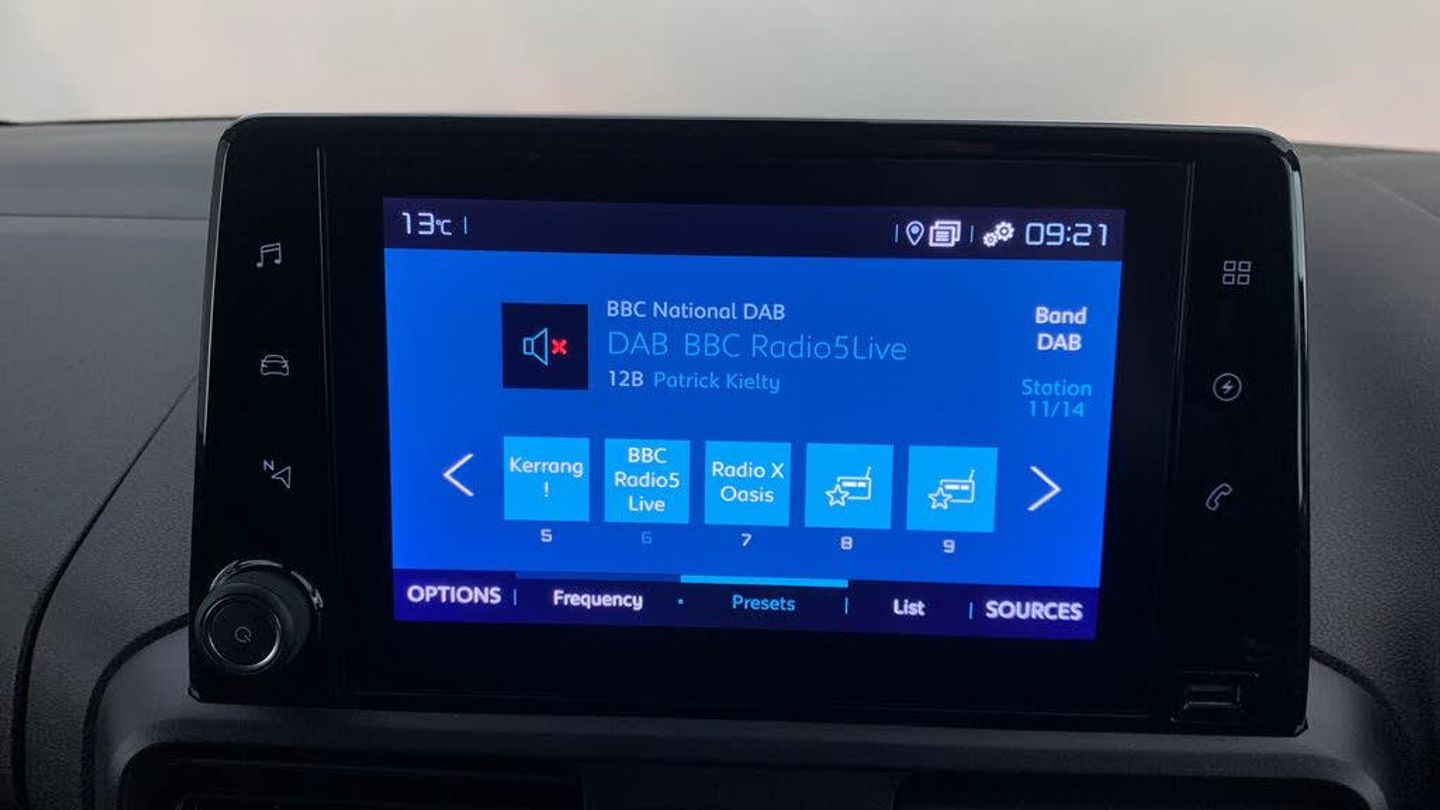 13°C
09:21
BBC National DAB
DAB BBC Radio5Live
12B Patrick Kielty
Band
DAB
Station
11/14
Kerrang
!
5
BBC
Radio5
Live
6
Radio X
Oasis
7
8
9
N
OPTIONS Frequency Presets List SOURCES